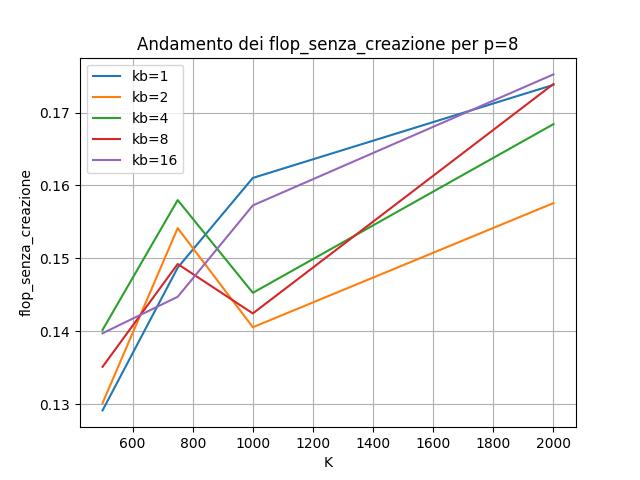 Andamento dei flop_senza_creazione per p=8
kb=1
kb=2
kb=4
kb=8
kb=16
flop_senza_creazione
0.17
0.16
0.15
0.14
0.13
600 800 1000 1200 1400 1600 1800 2000
K